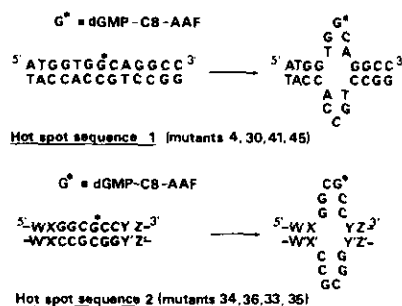 G* = dGMP-C8-AAF
5' ATGGTGG*CAGGCC 3'
TACCACCGTCCGG
G*
G C
T A
5' ATGG GGCC 3'
TACC CCGG
C T
A G
C
Hot spot sequence 1 (mutants 4, 30, 41, 45)
G* = dGMP-C8-AAF
5'-WXGGCG*CCYZ-3'
-W'X'CCGCGGY'Z'-
CG*
G C
G C
5'-WX YZ-3'
-W'X' Y'Z'-
C G
C G
GC
Hot spot sequence 2 (mutants 34, 36, 33, 35)